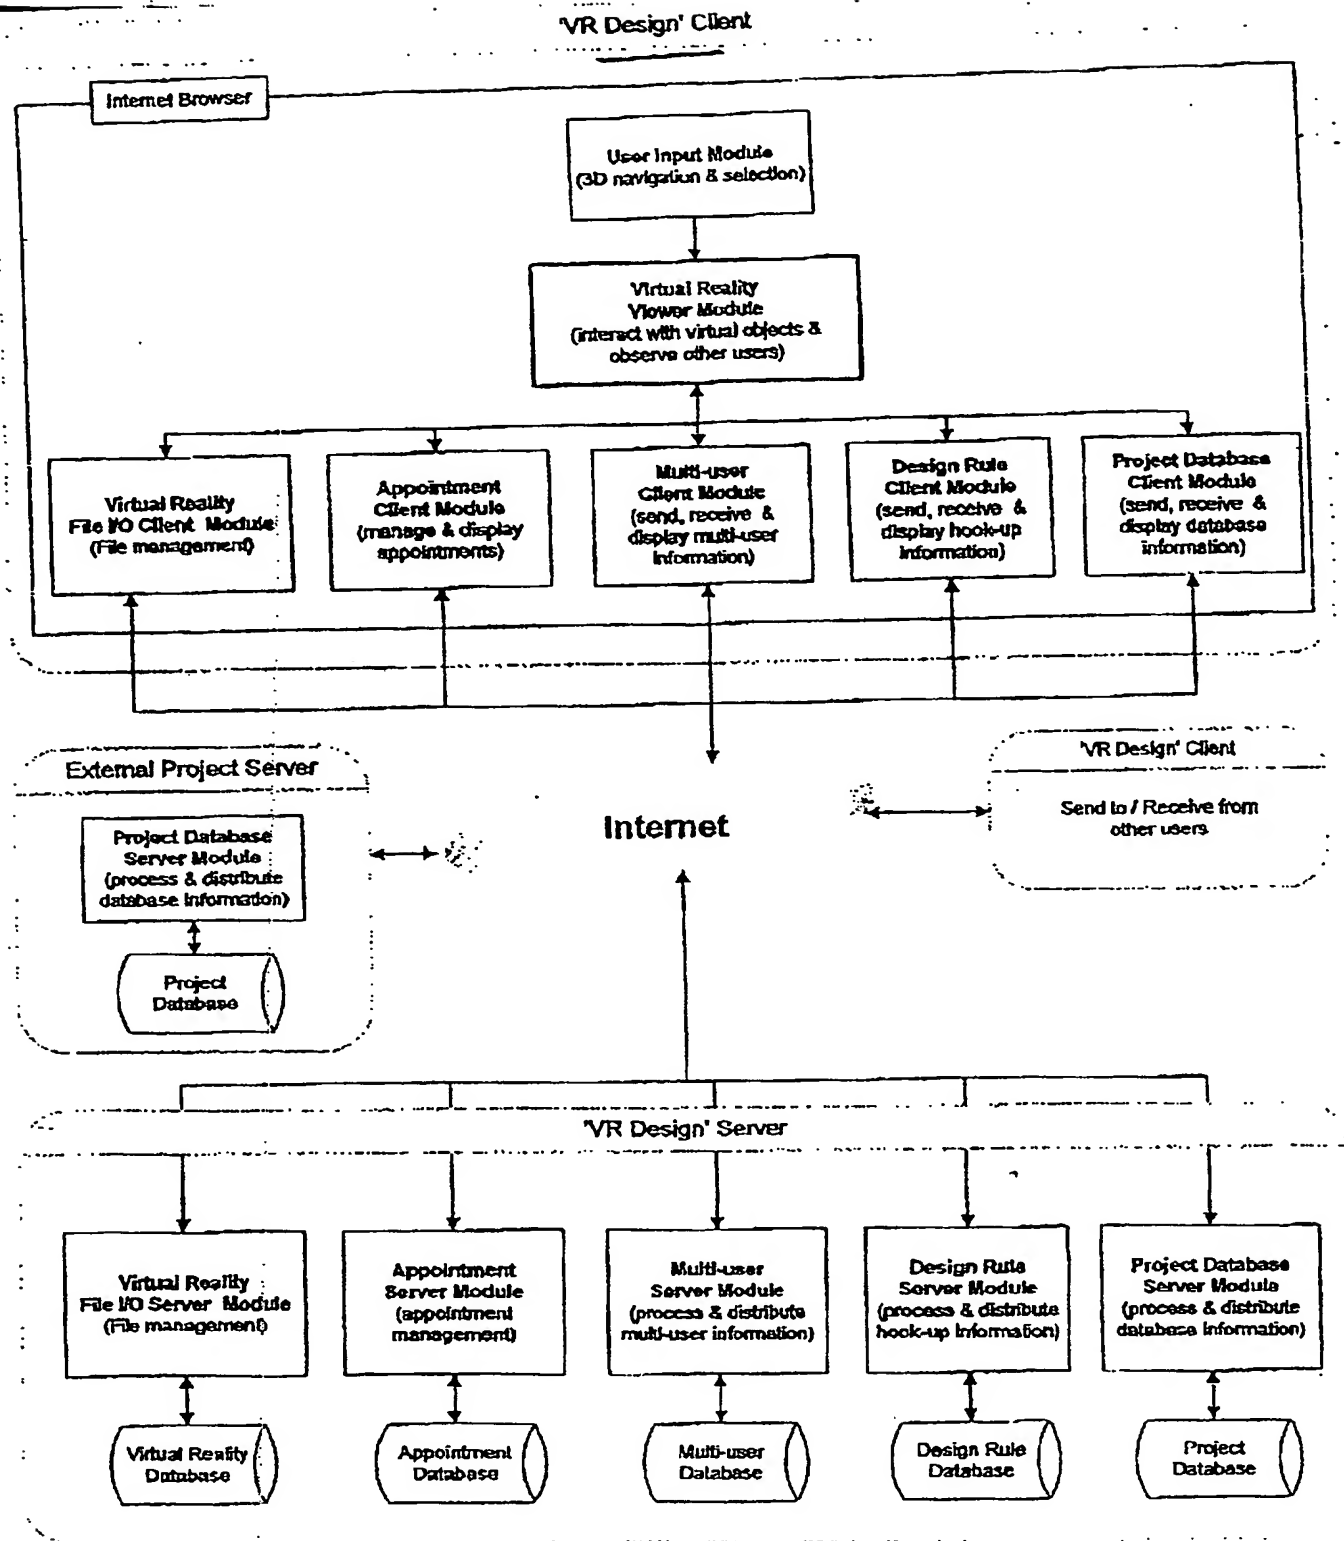 'VR Design' Client
Internet Browser
User Input Module
(3D navigation & selection)
Virtual Reality
Viewer Module
(interact with virtual objects &
observe other users)
Virtual Reality
File I/O Client Module
(File management)
Appointment
Client Module
(manage & display
appointments)
Multi-user
Client Module
(send, receive &
display multi-user
information)
Design Rule
Client Module
(send, receive &
display hook-up
information)
Project Database
Client Module
(send, receive &
display database
information)
External Project Server
Project Database
Server Module
(process & distribute
database information)
Project
Database
Internet
'VR Design' Client
Send to / Receive from
other users
'VR Design' Server
Virtual Reality
File I/O Server Module
(File management)
Appointment
Server Module
(appointment
management)
Multi-user
Server Module
(process & distribute
multi-user information)
Design Rule
Server Module
(process & distribute
hook-up information)
Project Database
Server Module
(process & distribute
database information)
Virtual Reality
Database
Appointment
Database
Multi-user
Database
Design Rule
Database
Project
Database